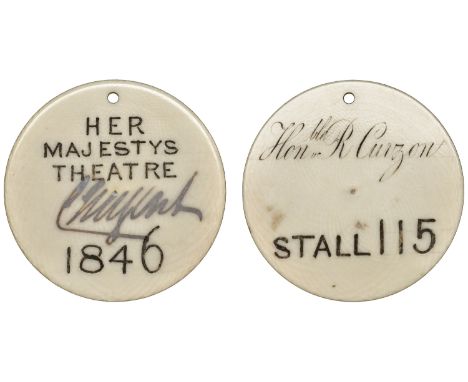 HER
MAJESTYS
THEATRE
1846
Honble R Curzon
STALL 115